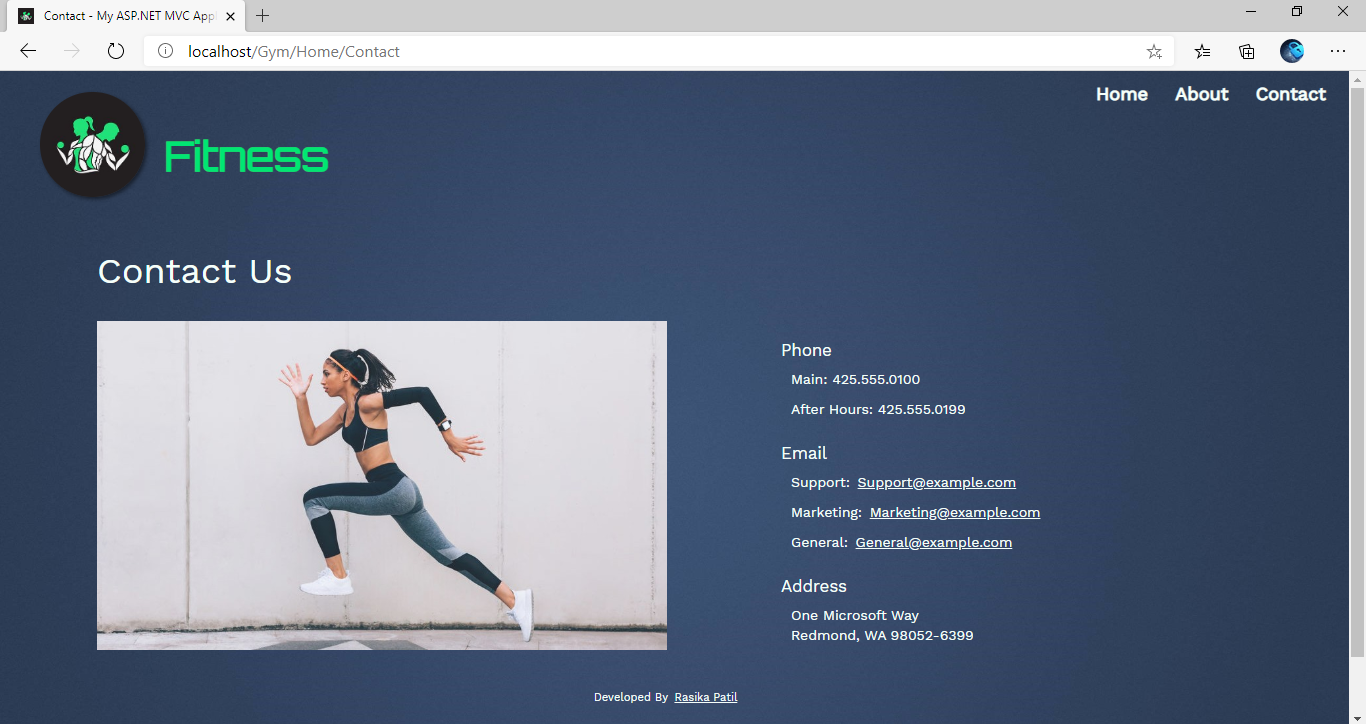 Contact - My ASP.NET MVC Appl
localhost/Gym/Home/Contact
Home About Contact
Fitness
Contact Us
Phone
Main: 425.555.0100
After Hours: 425.555.0199
Email
Support: Support@example.com
Marketing: Marketing@example.com
General: General@example.com
Address
One Microsoft Way
Redmond, WA 98052-6399
Developed By Rasika Patil